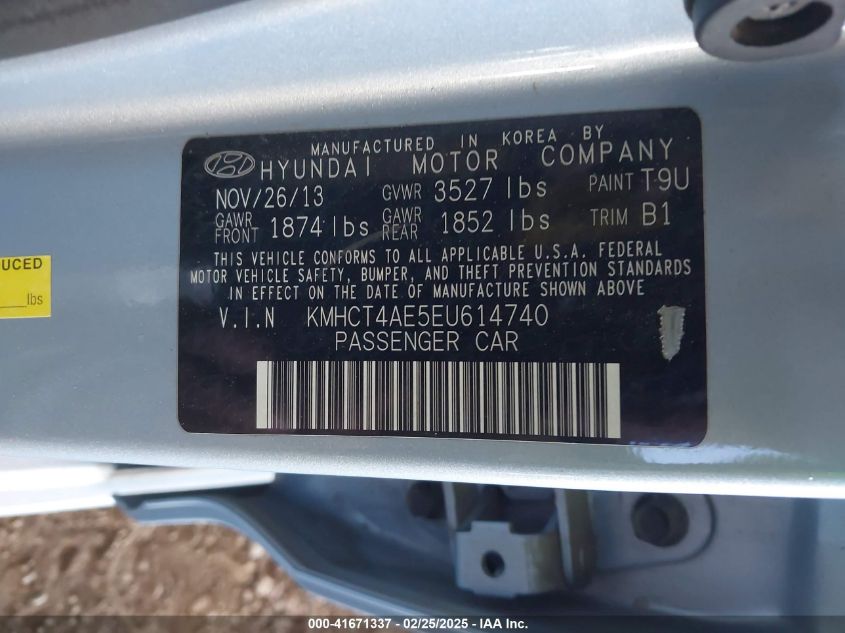 MANUFACTURED IN KOREA BY
HYUNDAI MOTOR COMPANY
NOV/26/13 GVWR 3527 lbs PAINT T9U
GAWR FRONT 1874 lbs GAWR REAR 1852 lbs TRIM B1
THIS VEHICLE CONFORMS TO ALL APPLICABLE U.S.A. FEDERAL
MOTOR VEHICLE SAFETY, BUMPER, AND THEFT PREVENTION STANDARDS
IN EFFECT ON THE DATE OF MANUFACTURE SHOWN ABOVE
V.I.N KMHCT4AE5EU614740
PASSENGER CAR
UCED
lbs
000-41671337 - 02/25/2025 - IAA Inc.